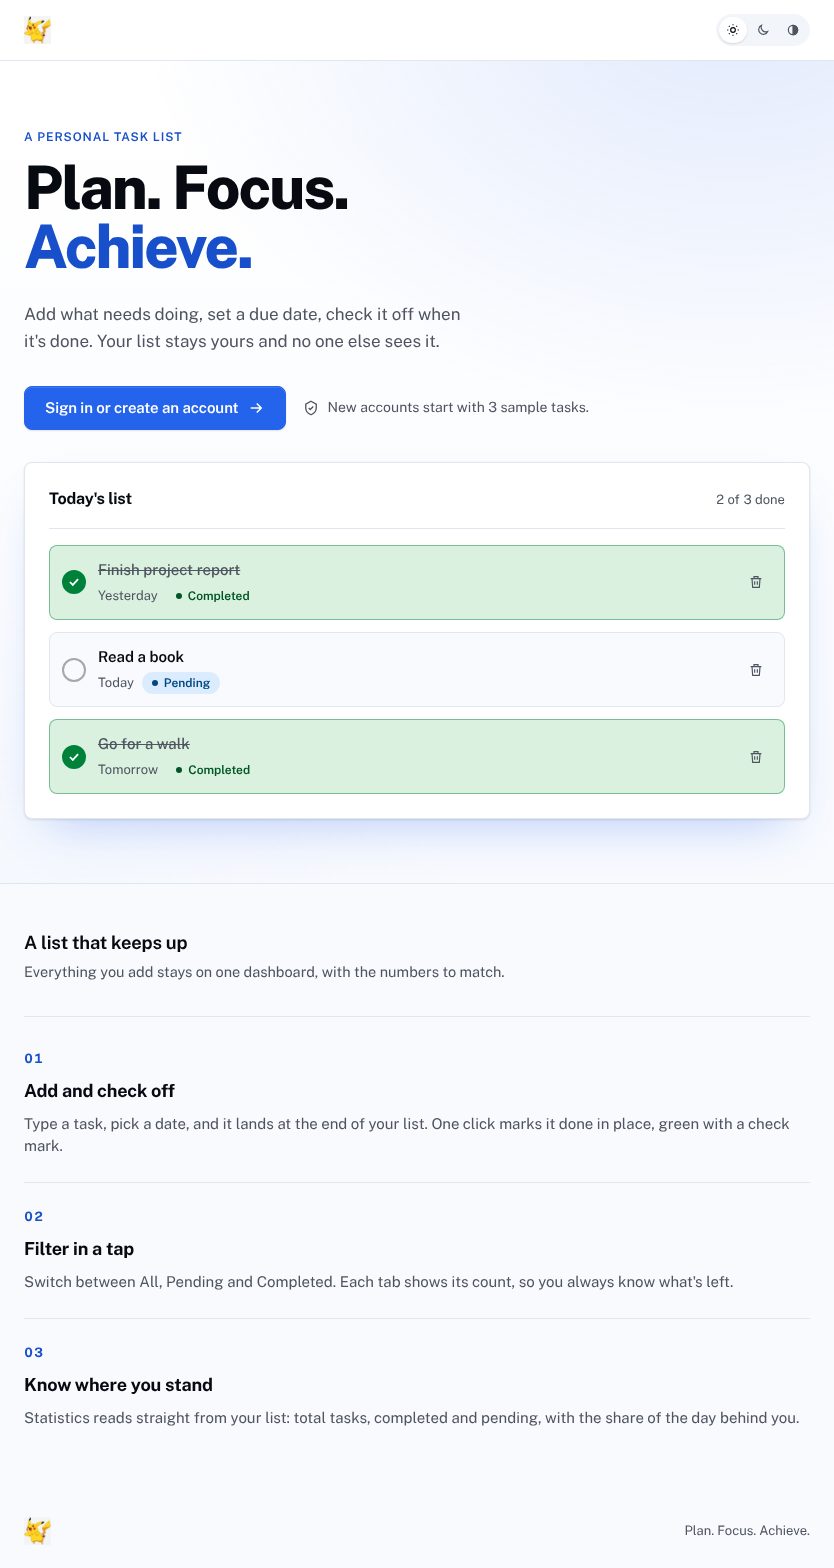 A PERSONAL TASK LIST
Plan. Focus.
Achieve.
Add what needs doing, set a due date, check it off when
it's done. Your list stays yours and no one else sees it.
Sign in or create an account
New accounts start with 3 sample tasks.
Today's list
2 of 3 done
Finish project report
Yesterday
Completed
Read a book
Today
Pending
Go for a walk
Tomorrow
Completed
A list that keeps up
Everything you add stays on one dashboard, with the numbers to match.
01
Add and check off
Type a task, pick a date, and it lands at the end of your list. One click marks it done in place, green with a check
mark.
02
Filter in a tap
Switch between All, Pending and Completed. Each tab shows its count, so you always know what's left.
03
Know where you stand
Statistics reads straight from your list: total tasks, completed and pending, with the share of the day behind you.
Plan. Focus. Achieve.